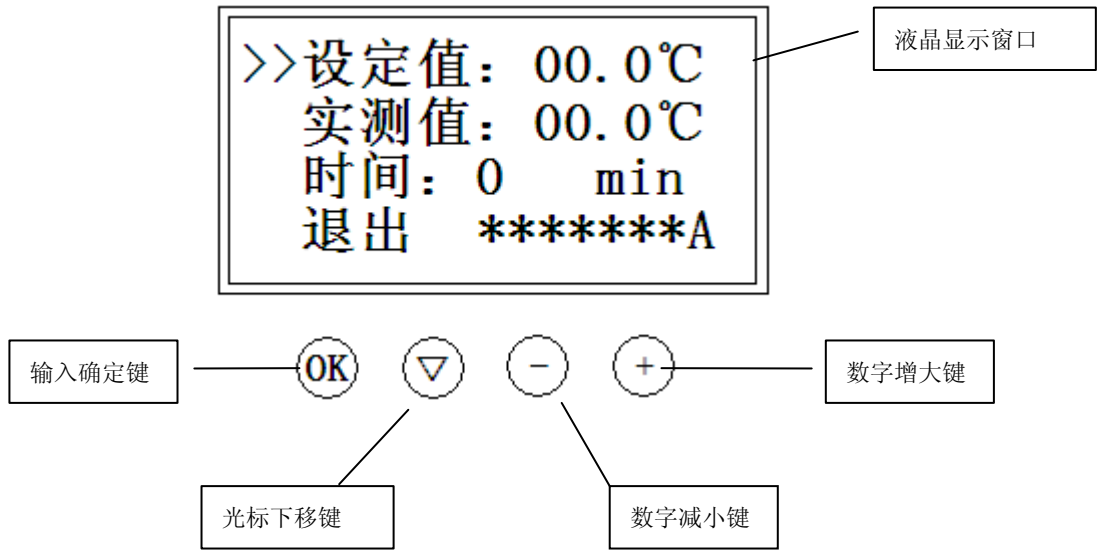 >>设定值：00.0℃
液晶显示窗口
实测值：00.0℃
时间：0 min
退出 *******A
输入确定键
OK
▽
-
+
数字增大键
光标下移键
数字减小键